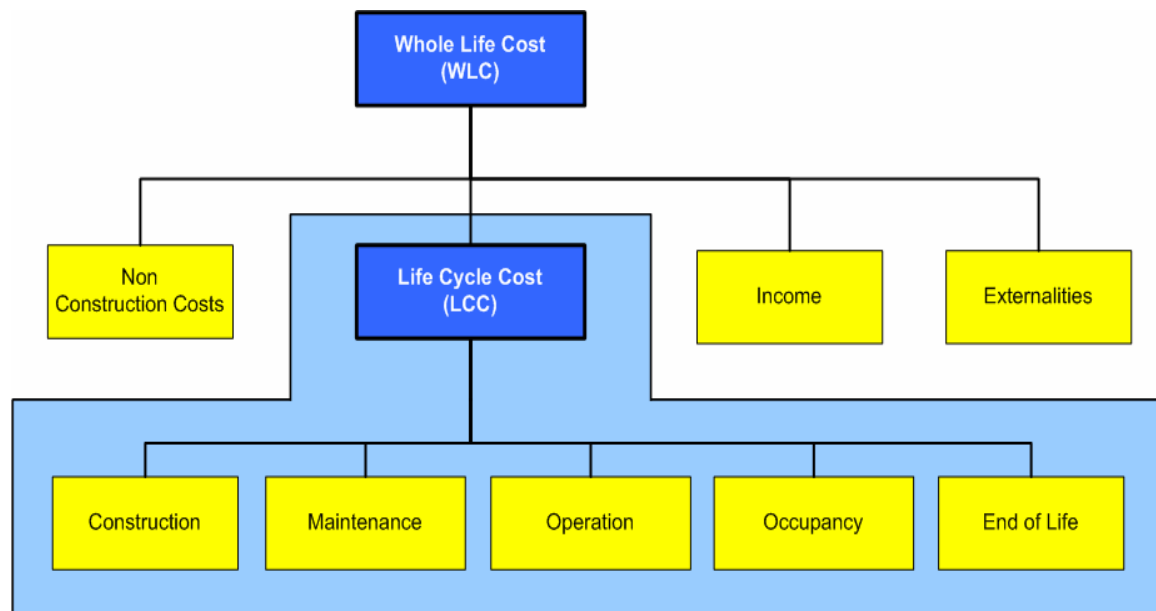 Whole Life Cost
(WLC)
Non
Construction Costs
Life Cycle Cost
(LCC)
Income
Externalities
Construction
Maintenance
Operation
Occupancy
End of Life